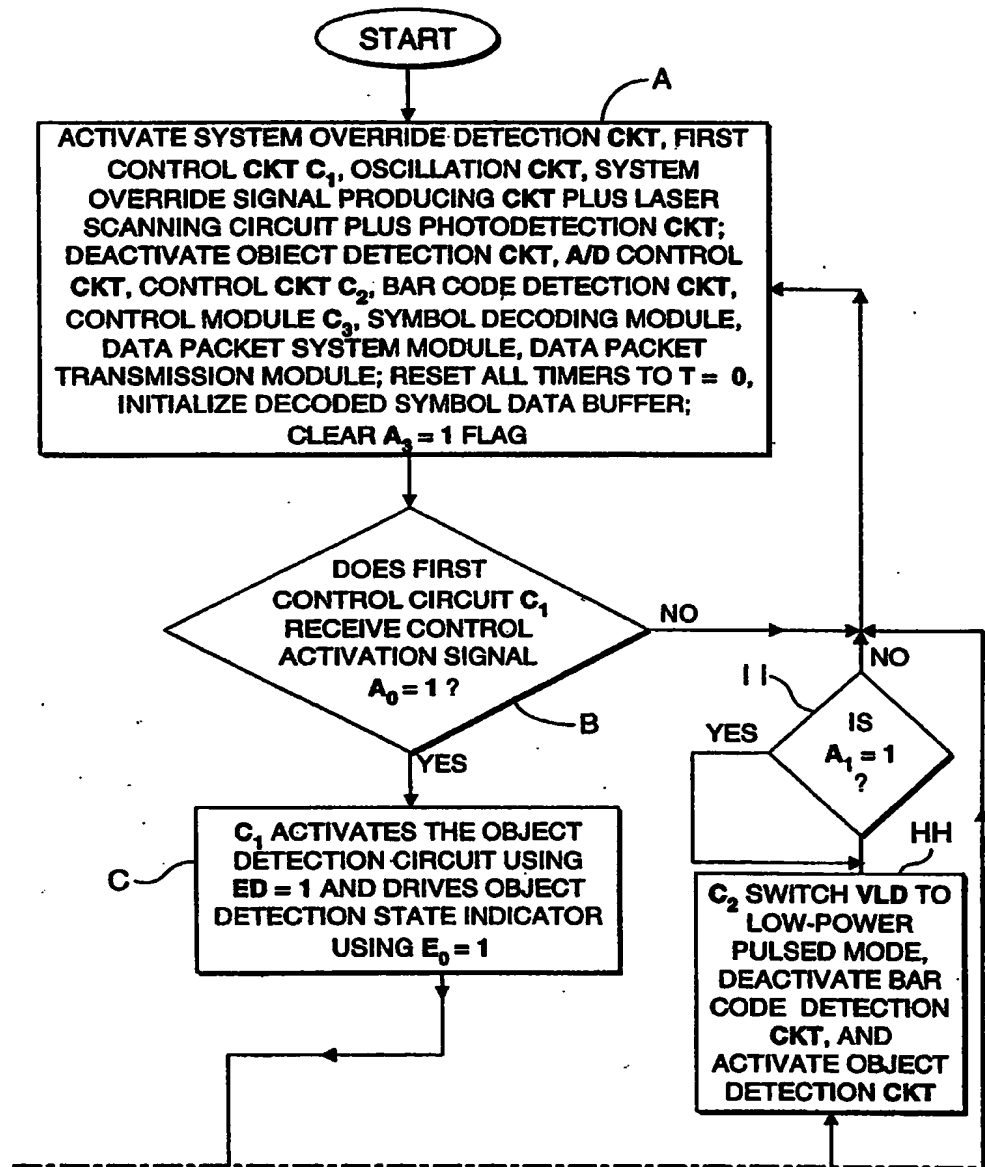 START
A
ACTIVATE SYSTEM OVERRIDE DETECTION CKT, FIRST
CONTROL CKT C₁, OSCILLATION CKT, SYSTEM
OVERRIDE SIGNAL PRODUCING CKT PLUS LASER
SCANNING CIRCUIT PLUS PHOTODETECTION CKT;
DEACTIVATE OBIECT DETECTION CKT, A/D CONTROL
CKT, CONTROL CKT C₂, BAR CODE DETECTION CKT,
CONTROL MODULE C₃, SYMBOL DECODING MODULE,
DATA PACKET SYSTEM MODULE, DATA PACKET
TRANSMISSION MODULE; RESET ALL TIMERS TO T = 0,
INITIALIZE DECODED SYMBOL DATA BUFFER;
CLEAR A₃ = 1 FLAG
DOES FIRST
CONTROL CIRCUIT C₁
RECEIVE CONTROL
ACTIVATION SIGNAL
A₀ = 1 ?
B
NO
YES
C₁ ACTIVATES THE OBJECT
DETECTION CIRCUIT USING
ED = 1 AND DRIVES OBJECT
DETECTION STATE INDICATOR
USING E₀ = 1
C
NO
II
YES
IS
A₁ = 1
?
HH
C₂ SWITCH VLD TO
LOW-POWER
PULSED MODE,
DEACTIVATE BAR
CODE DETECTION
CKT, AND
ACTIVATE OBJECT
DETECTION CKT